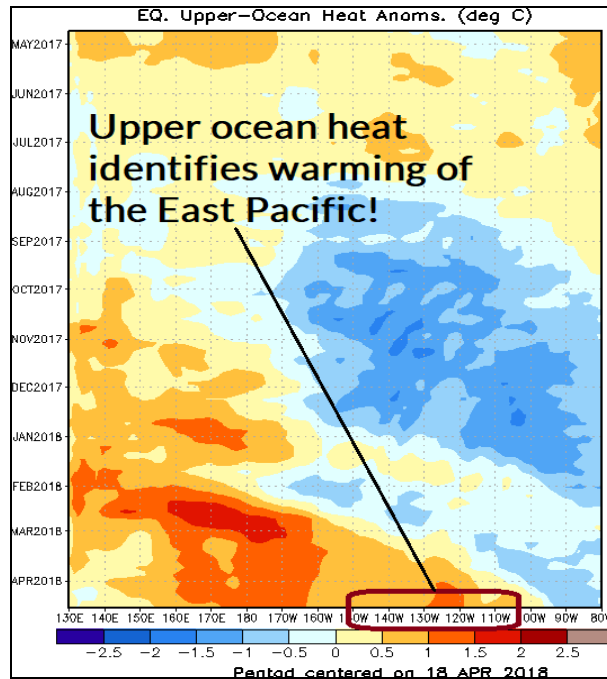 EQ. Upper-Ocean Heat Anoms. (deg C)
MAY2017
JUN2017
JUL2017
AUG2017
SEP2017
OCT2017
NOV2017
DEC2017
JAN2018
FEB2018
MAR2018
APR2018
Upper ocean heat
identifies warming of
the East Pacific!
130E 140E 150E 160E 170E 180 170W 160W 150W 140W 130W 120W 110W 100W 90W 80W
-2.5 -2 -1.5 -1 -0.5 0 0.5 1 1.5 2 2.5
Pentad centered on 18 APR 2018